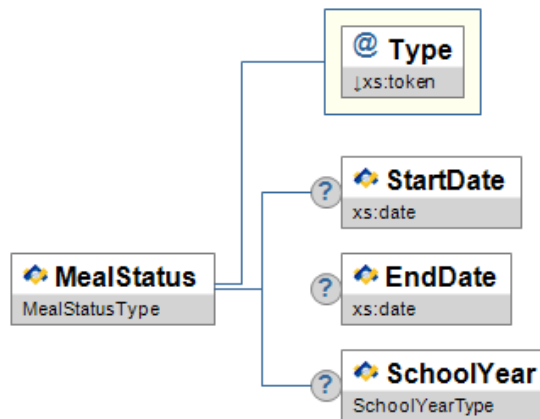 @ Type
↓xs:token
? StartDate
xs:date
MealStatus
MealStatusType
? EndDate
xs:date
? SchoolYear
SchoolYearType